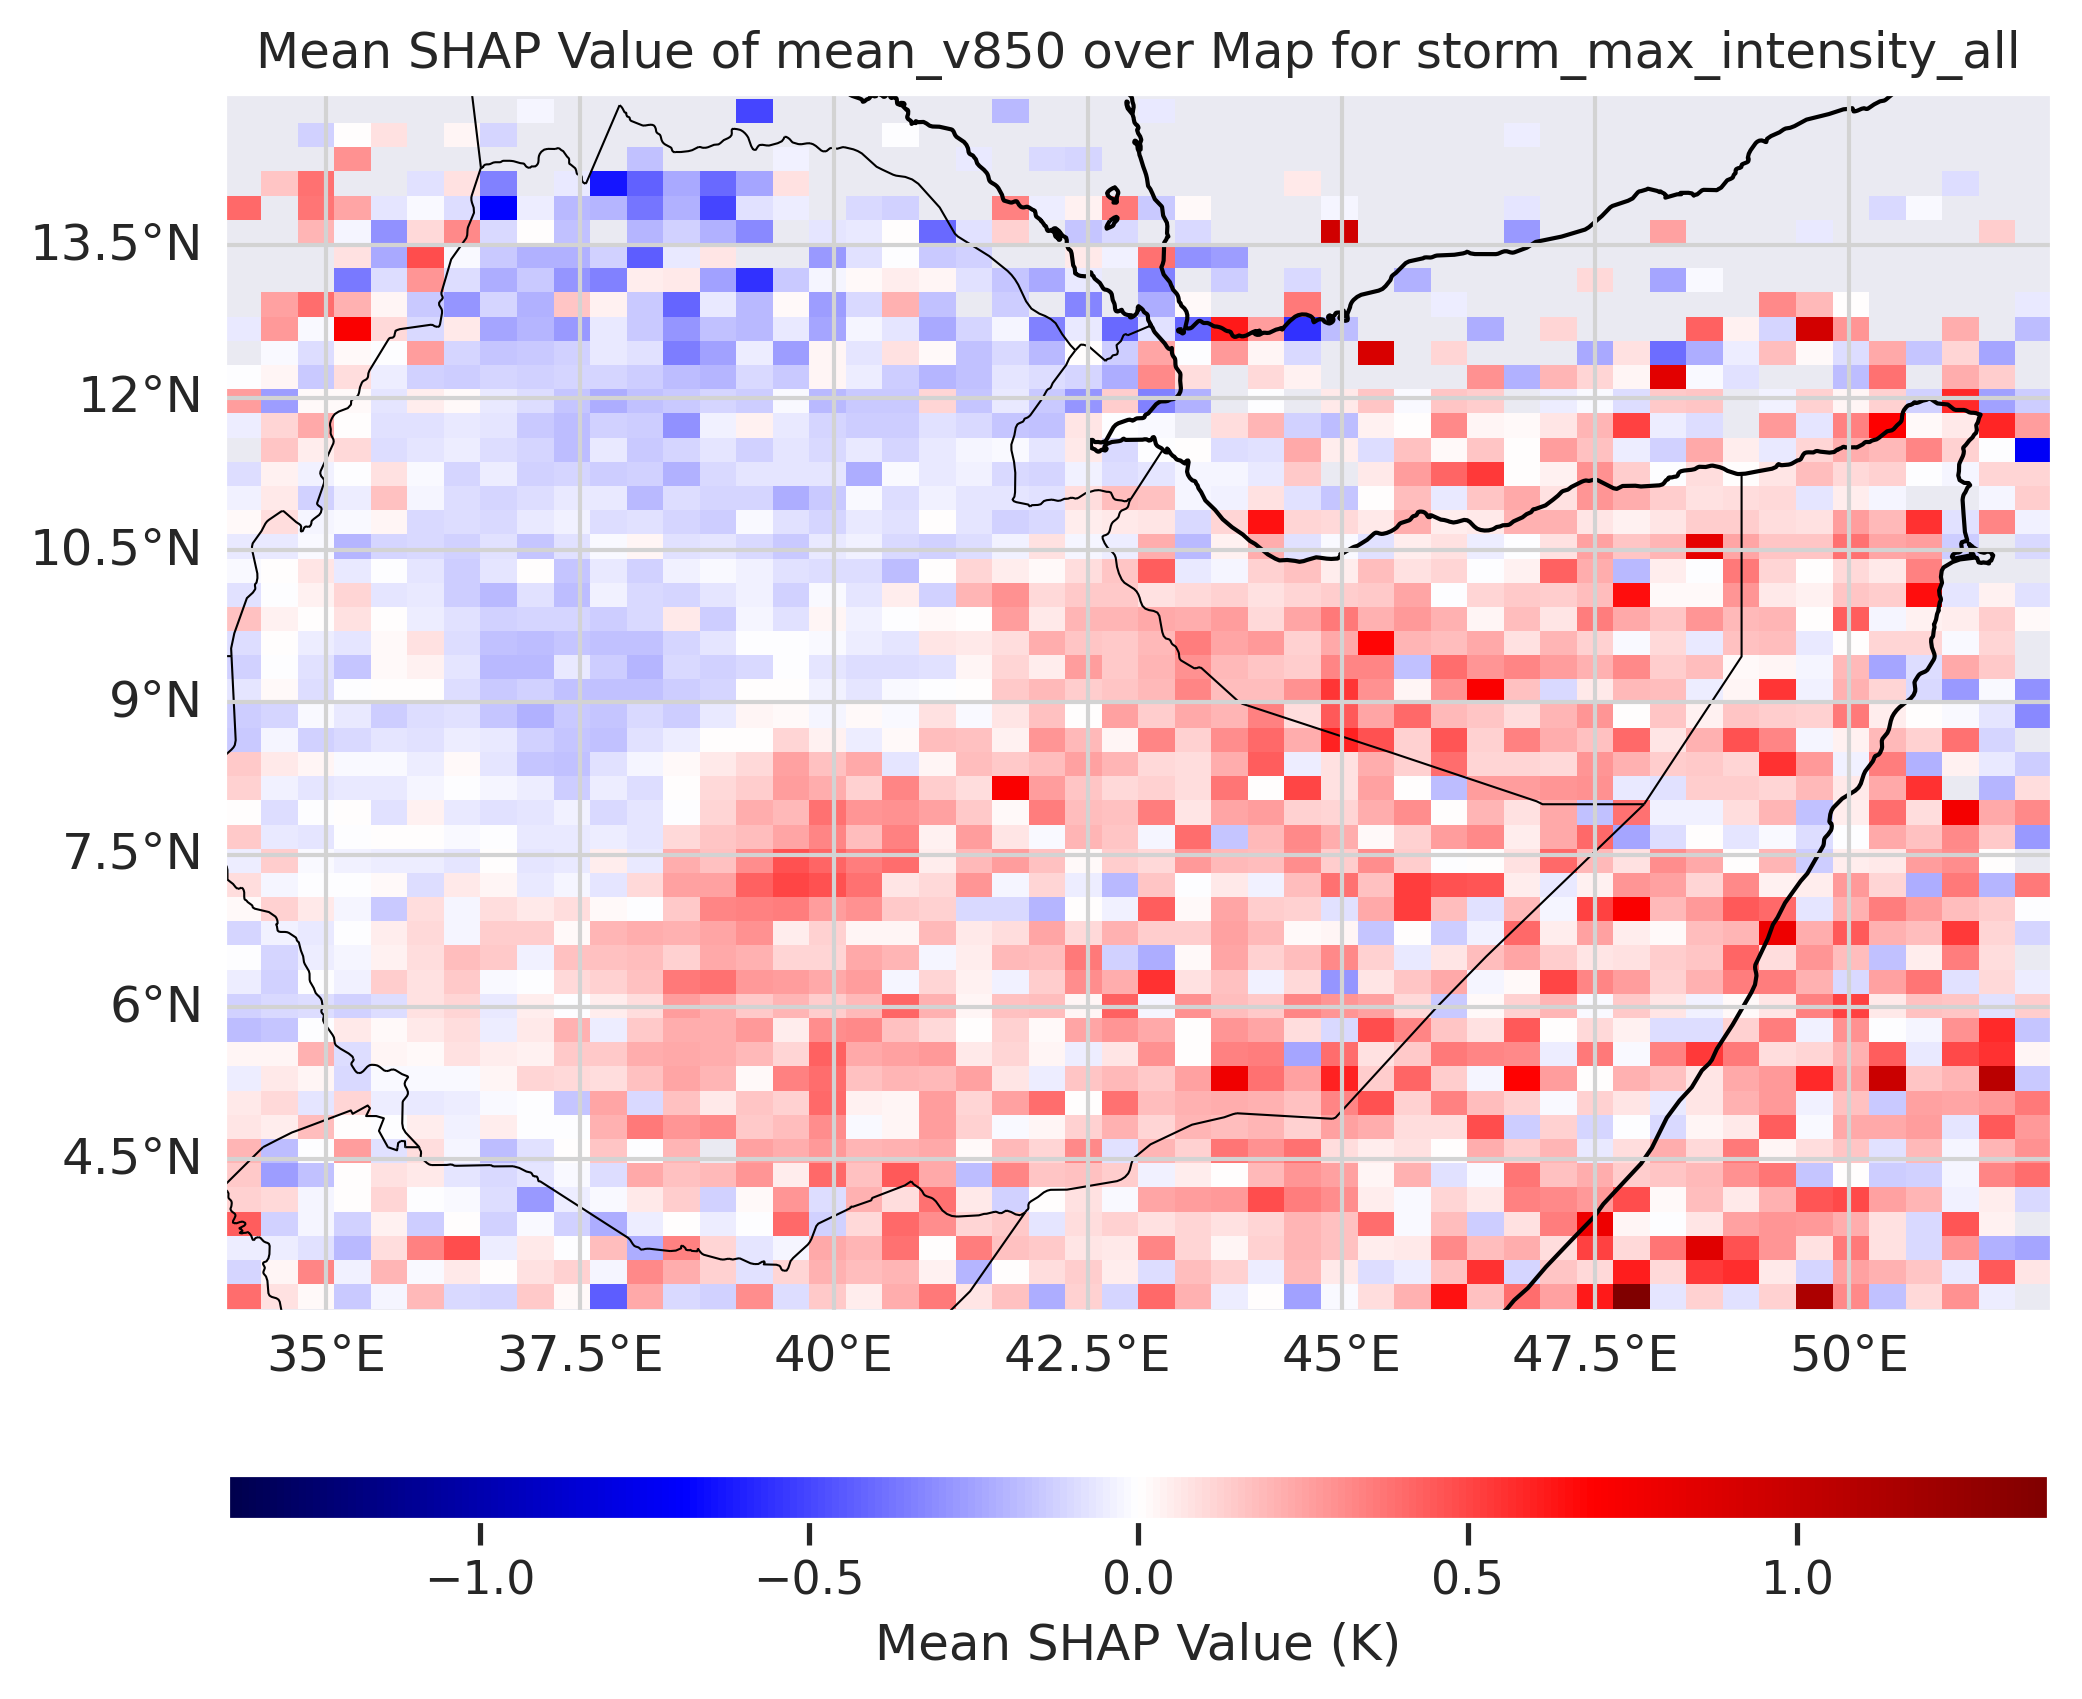 Mean SHAP Value of mean_v850 over Map for storm_max_intensity_all
13.5°N
12°N
10.5°N
9°N
7.5°N
6°N
4.5°N
35°E 37.5°E 40°E 42.5°E 45°E 47.5°E 50°E
−1.0 −0.5 0.0 0.5 1.0
Mean SHAP Value (K)